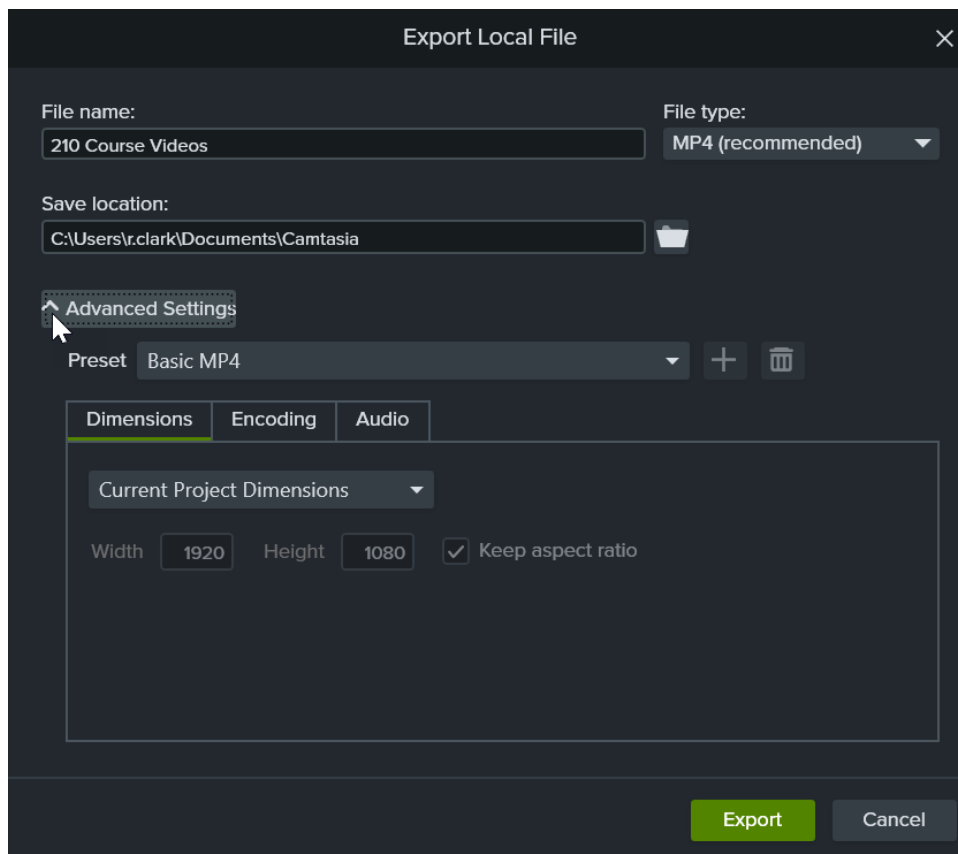 Export Local File
File name:
File type:
210 Course Videos
MP4 (recommended)
Save location:
C:\Users\r.clark\Documents\Camtasia
Advanced Settings
Preset
Basic MP4
Dimensions
Encoding
Audio
Current Project Dimensions
Width
1920
Height
1080
Keep aspect ratio
Export
Cancel